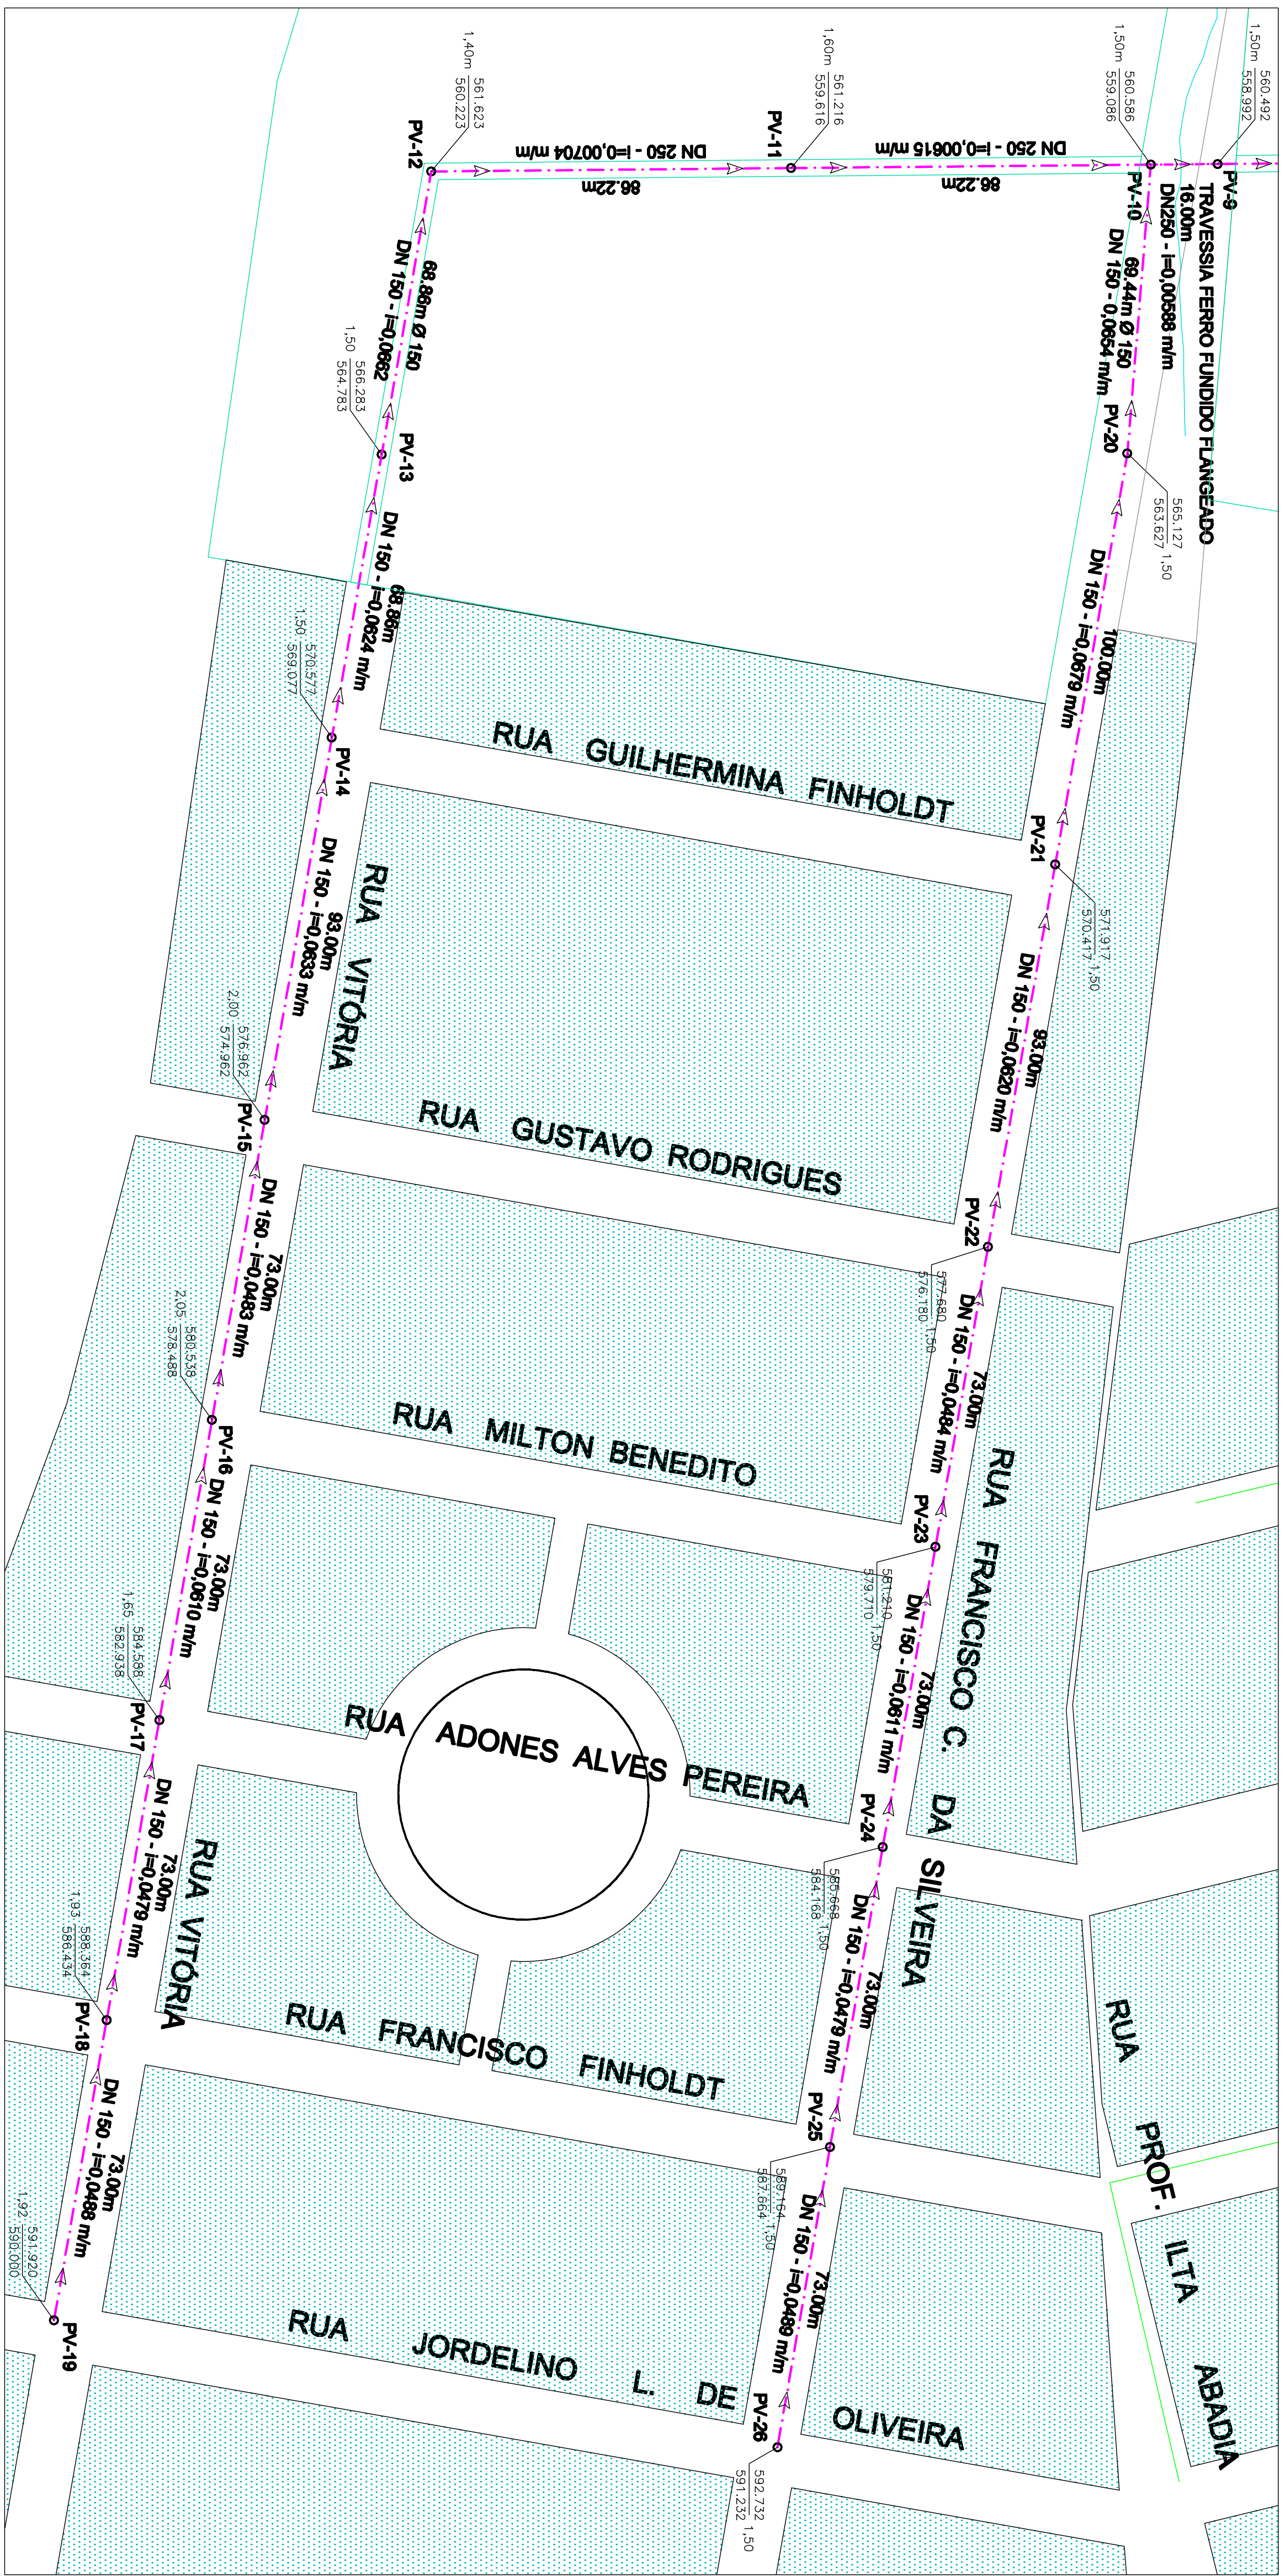 1,50m 560.492
558.992
PV-9
TRAVESSIA FERRO FUNDIDO FLANGEADO
16.00m
DN250 - i=0,00588 m/m
1,50m 560.586
559.086
PV-10
69.44m Ø 150
DN 150 - 0,0654 m/m
PV-20
565.127
563.627 1,50
100.00m
DN 150 - i=0,0679 m/m
PV-21
571.917
570.417 1,50
93.00m
DN 150 - i=0,0620 m/m
PV-22
577.680
576.180 1,50
73.00m
DN 150 - i=0,0484 m/m
PV-23
581.210
579.710 1,50
73.00m
DN 150 - i=0,0611 m/m
PV-24
585.668
584.168 1,50
73.00m
DN 150 - i=0,0479 m/m
PV-25
589.164
587.664 1,50
73.00m
DN 150 - i=0,0489 m/m
PV-26
592.732
591.232 1,50
RUA FRANCISCO C. DA SILVEIRA
RUA PROF. ILTA ABADIA
DN 250 - i=0,00615 m/m
86.22m
1,60m 561.216
559.616
PV-11
DN 250 - i=0,00704 m/m
86.22m
1,40m 561.623
560.223
PV-12
68.86m Ø 150
DN 150 - i=0,0662
1,50 566.283
564.783
PV-13
68.86m
DN 150 - i=0,0624 m/m
1,50 570.577
569.077
PV-14
93.00m
DN 150 - i=0,0633 m/m
2,00 576.962
574.962
PV-15
73.00m
DN 150 - i=0,0483 m/m
2,05 580.538
578.488
PV-16
73.00m
DN 150 - i=0,0610 m/m
1,65 584.588
582.938
PV-17
73.00m
DN 150 - i=0,0479 m/m
1,93 588.364
586.434
PV-18
73.00m
DN 150 - i=0,0488 m/m
1,92 591.920
590.000
PV-19
RUA VITÓRIA
RUA VITÓRIA
RUA GUILHERMINA FINHOLDT
RUA GUSTAVO RODRIGUES
RUA MILTON BENEDITO
RUA ADONES ALVES PEREIRA
RUA FRANCISCO FINHOLDT
RUA JORDELINO L. DE OLIVEIRA